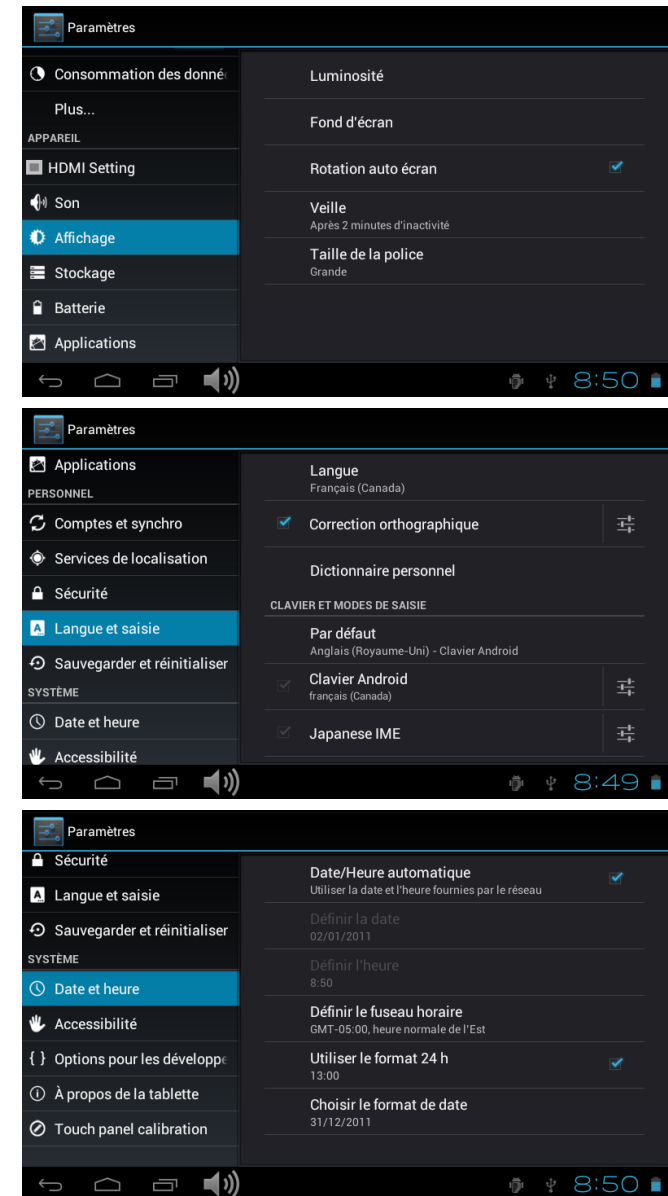 Paramètres
Consommation des donné
Plus...
APPAREIL
HDMI Setting
Son
Affichage
Stockage
Batterie
Applications
Luminosité
Fond d'écran
Rotation auto écran
Veille
Après 2 minutes d'inactivité
Taille de la police
Grande
8:50
Paramètres
Applications
PERSONNEL
Comptes et synchro
Services de localisation
Sécurité
Langue et saisie
Sauvegarder et réinitialiser
SYSTÈME
Date et heure
Accessibilité
Langue
Français (Canada)
Correction orthographique
Dictionnaire personnel
CLAVIER ET MODES DE SAISIE
Par défaut
Anglais (Royaume-Uni) - Clavier Android
Clavier Android
français (Canada)
Japanese IME
8:49
Paramètres
Sécurité
Langue et saisie
Sauvegarder et réinitialiser
SYSTÈME
Date et heure
Accessibilité
{ } Options pour les développe
À propos de la tablette
Touch panel calibration
Date/Heure automatique
Utiliser la date et l'heure fournies par le réseau
Définir la date
02/01/2011
Définir l'heure
8:50
Définir le fuseau horaire
GMT-05:00, heure normale de l'Est
Utiliser le format 24 h
13:00
Choisir le format de date
31/12/2011
8:50